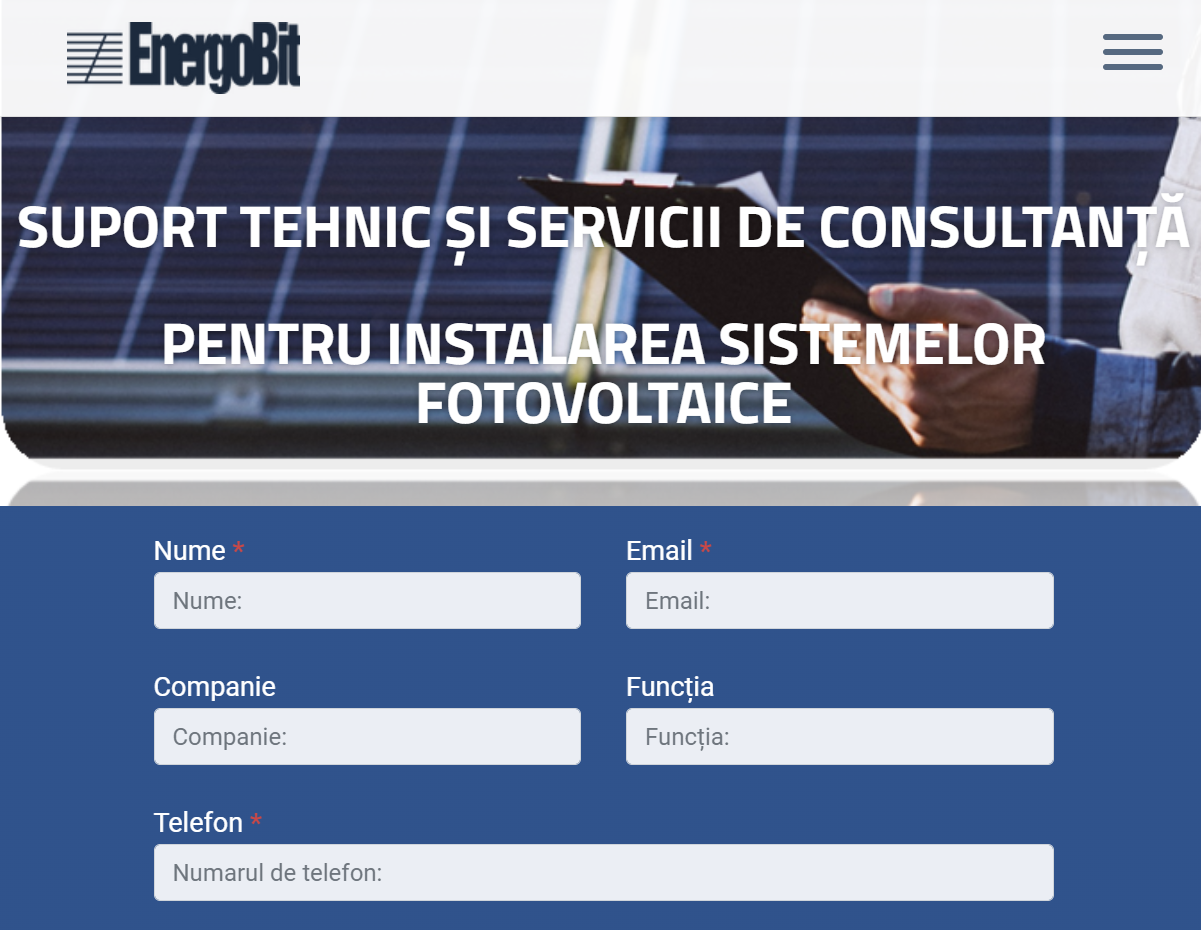 EnergoBit
SUPORT TEHNIC ȘI SERVICII DE CONSULTANȚĂ
PENTRU INSTALAREA SISTEMELOR
FOTOVOLTAICE
Nume * Email *
Nume: Email:
Companie Funcția
Companie: Funcția:
Telefon *
Numarul de telefon: